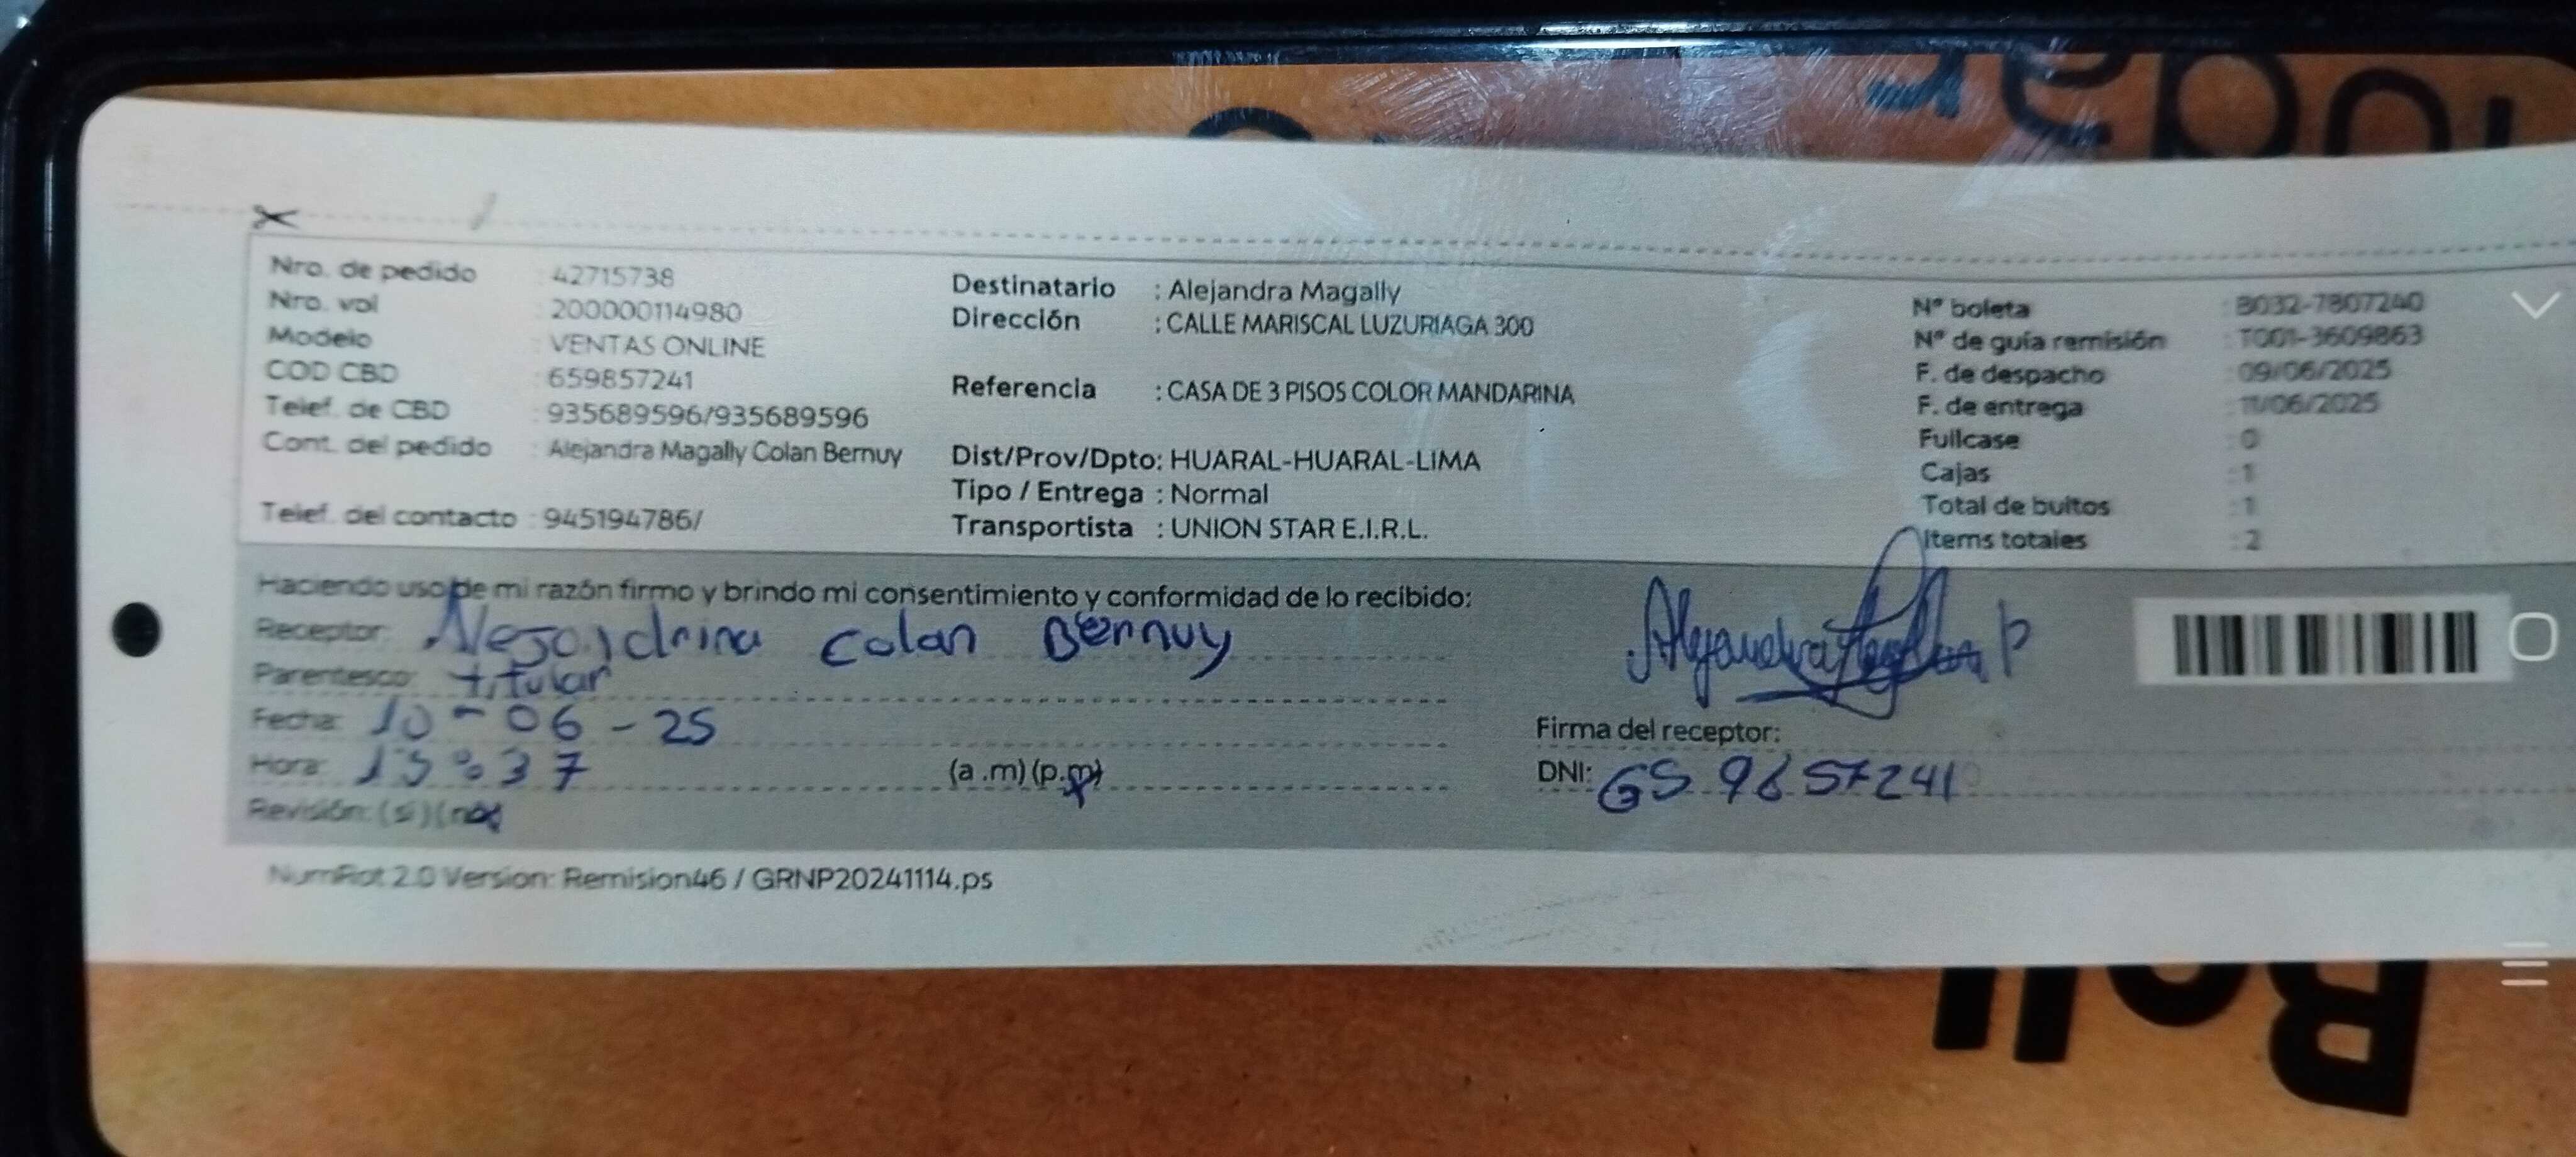 Nro. de pedido : 42715738
Nro. val : 200000114980
Modelo : VENTAS ONLINE
COD CBD : 659857241
Telef. de CBD : 935689596/935689596
Cont. del pedido : Alejandra Magally Colan Bernuy
Telef. del contacto : 945194786/
Destinatario : Alejandra Magally
Dirección : CALLE MARISCAL LUZURIAGA 300
Referencia : CASA DE 3 PISOS COLOR MANDARINA
Dist/Prov/Dpto: HUARAL-HUARAL-LIMA
Tipo / Entrega : Normal
Transportista : UNION STAR E.I.R.L.
N° boleta : B032-7807240
N° de guía remisión : T001-3609863
F. de despacho : 09/06/2025
F. de entrega : 11/06/2025
Fullcase : 0
Cajas : 1
Total de bultos : 1
Items totales : 2
Haciendo uso de mi razón firmo y brindo mi consentimiento y conformidad de lo recibido:
Receptor: Colan Bernuy
Parentesco: titular
Fecha: 10-06-25
Hora: 37 (a.m) (p.m)
Revisión: (si) (no)
Firma del receptor:
DNI:
NumRot 2.0 Version: Remision46 / GRNP20241114.ps
Roll